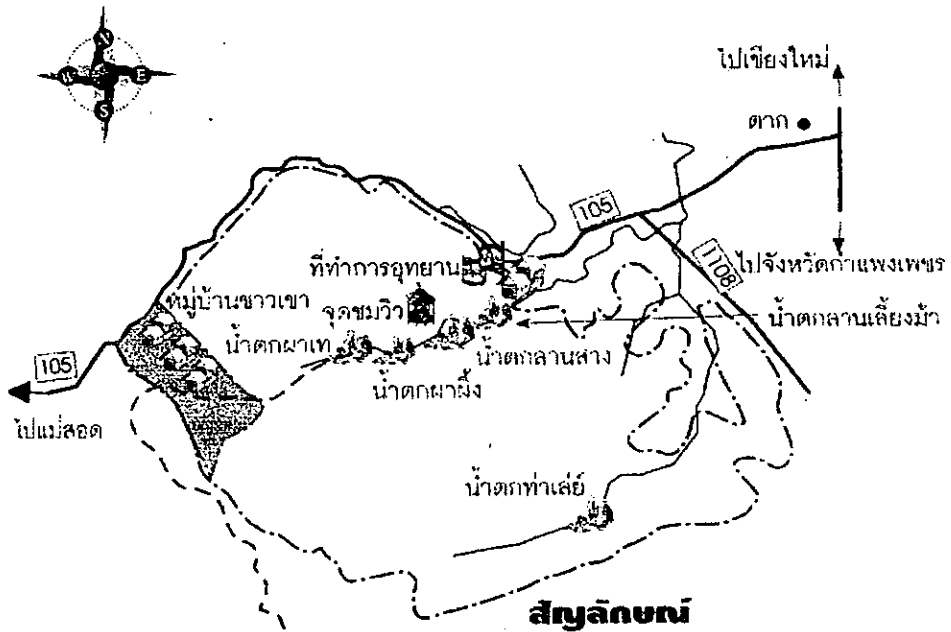 N
W E
S
ไปเชียงใหม่
ตาก
105
1108
ที่ทำการอุทยาน
ไปจังหวัดกำแพงเพชร
หมู่บ้านชาวเขา
จุดชมวิว
น้ำตกลานเลี้ยงม้า
น้ำตกผาเท
น้ำตกลานสาง
105
น้ำตกผาผึ้ง
ไปแม่สอด
น้ำตกท่าเล่ย์
สัญลักษณ์